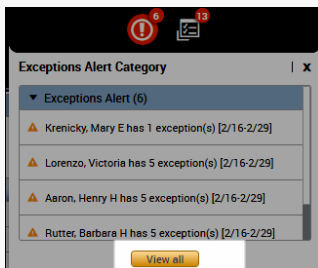 6 13
Exceptions Alert Category | x
▼ Exceptions Alert (6)
Krenicky, Mary E has 1 exception(s) [2/16-2/29]
Lorenzo, Victoria has 5 exception(s) [2/16-2/29]
Aaron, Henry H has 5 exception(s) [2/16-2/29]
Rutter, Barbara H has 5 exception(s) [2/16-2/29]
View all